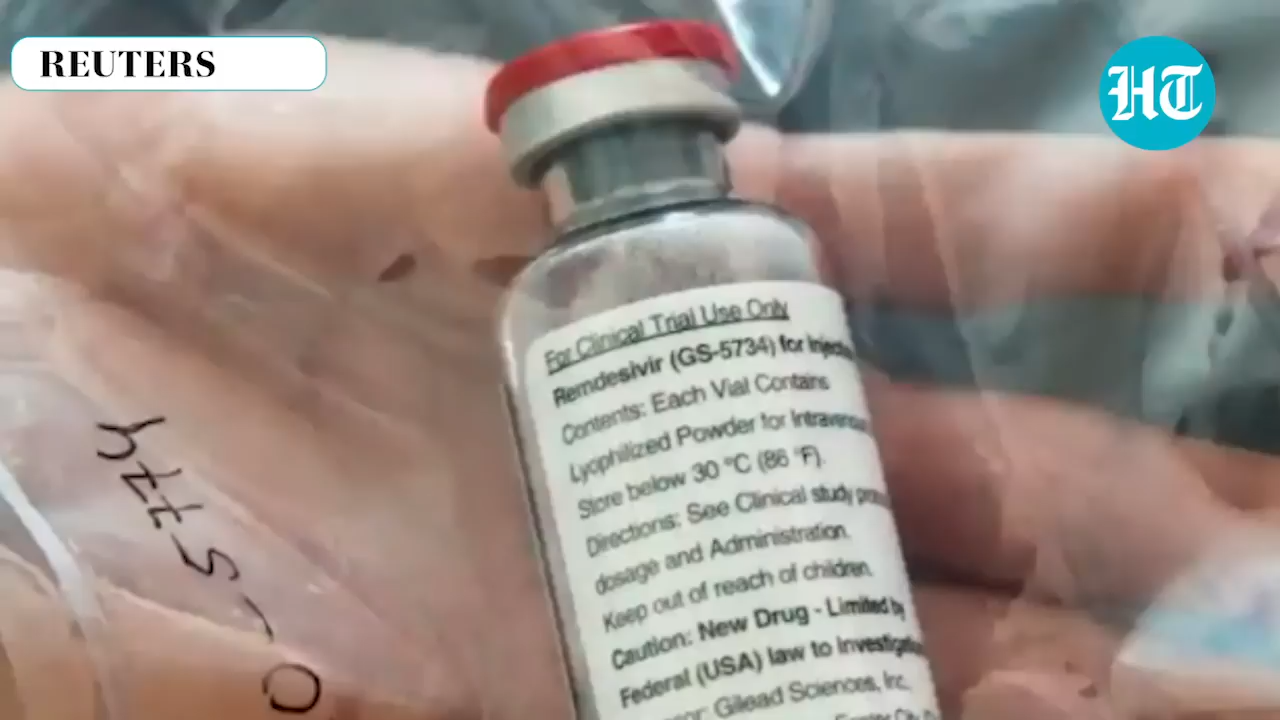 REUTERS
HT
For Clinical Trial Use Only
Remdesivir (GS-5734) for
Contents: Each Vial Contains
Lyophilized Powder for
Store below 30 °C (86 °F).
Directions: See Clinical study
dosage and Administration.
Keep out of reach of children.
Caution: New Drug - Limited by
Federal (USA) law to
Gilead Sciences, Inc.